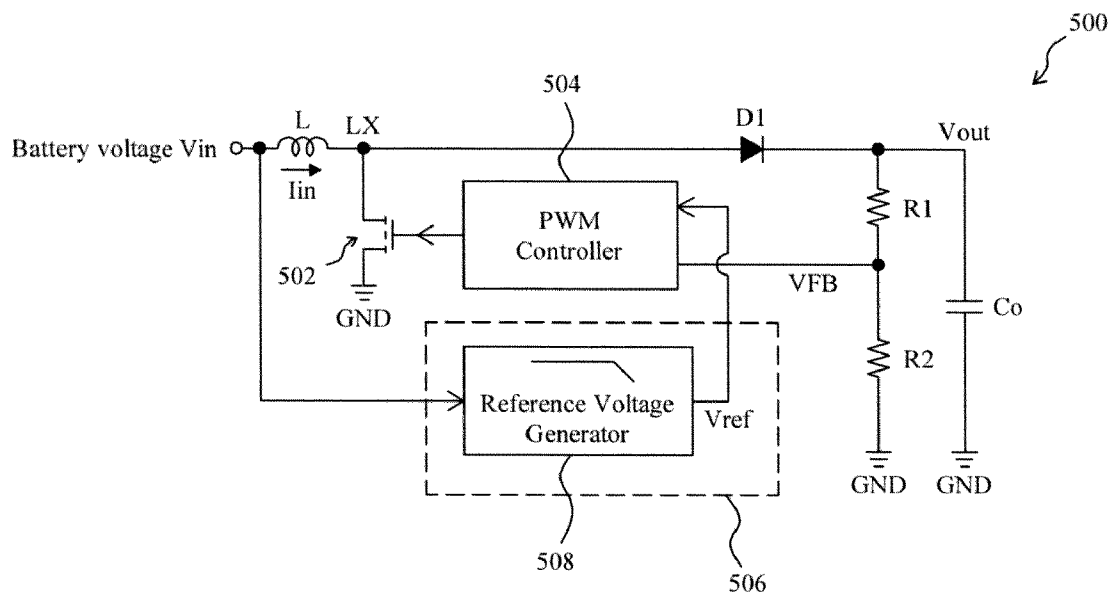 500
504
L
LX
D1
Vout
Battery voltage Vin
Iin
R1
PWM
Controller
502
VFB
GND
Co
R2
Reference Voltage
Generator
Vref
GND
GND
508
506